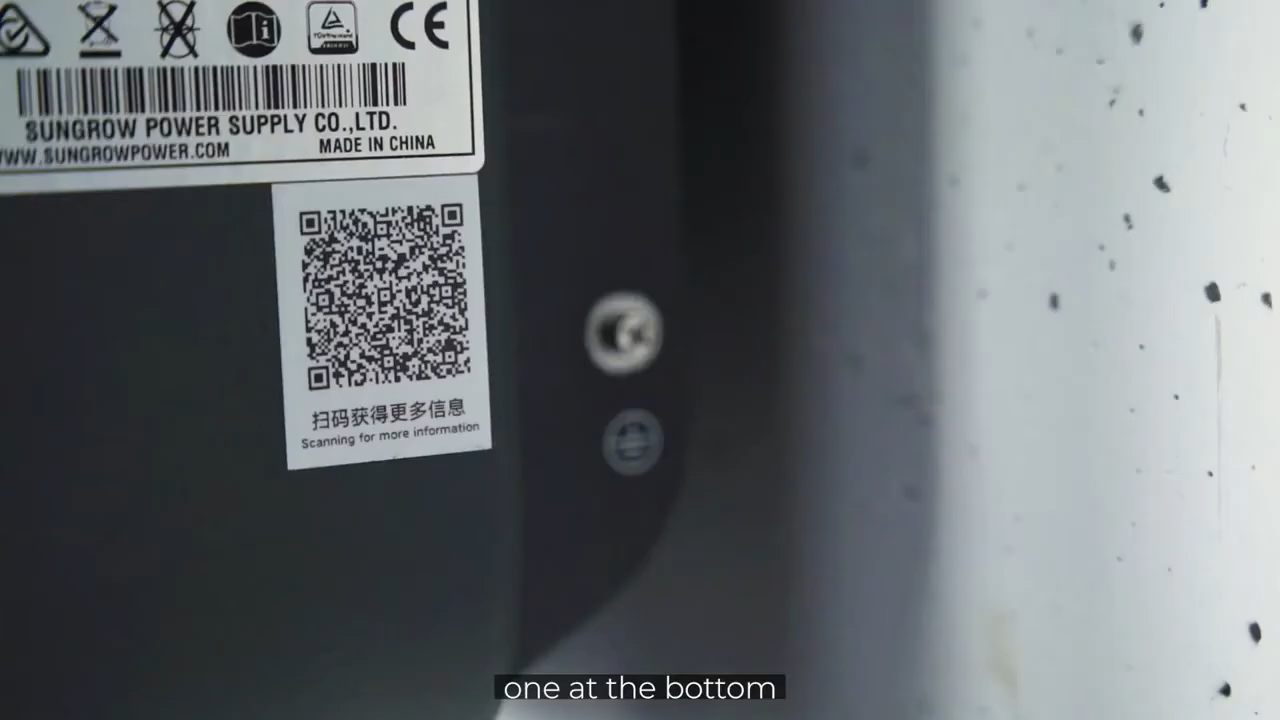 CE
SUNGROW POWER SUPPLY CO.,LTD.
WWW.SUNGROWPOWER.COM MADE IN CHINA
扫码获得更多信息
Scanning for more information
one at the bottom